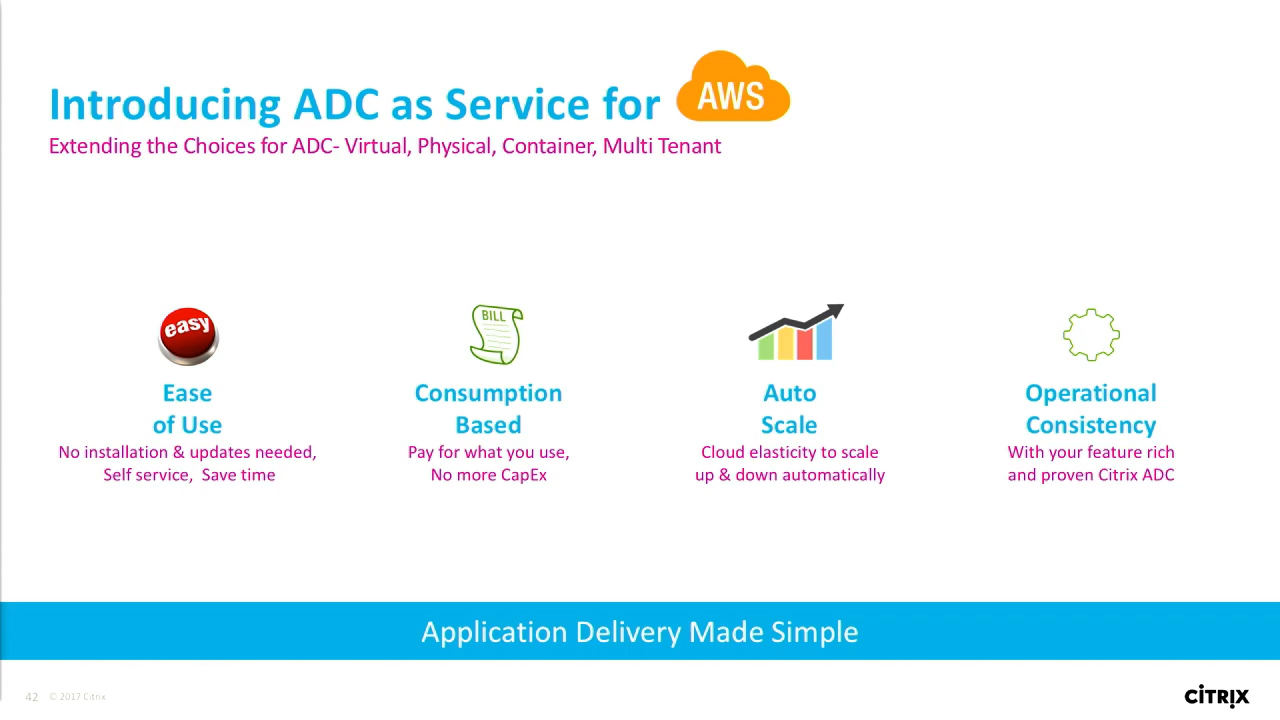 Introducing ADC as Service for AWS
Extending the Choices for ADC- Virtual, Physical, Container, Multi Tenant
easy
Ease
of Use
No installation & updates needed,
Self service, Save time
BILL
Consumption
Based
Pay for what you use,
No more CapEx
Auto
Scale
Cloud elasticity to scale
up & down automatically
Operational
Consistency
With your feature rich
and proven Citrix ADC
Application Delivery Made Simple
42 © 2017 Citrix
CITRIX